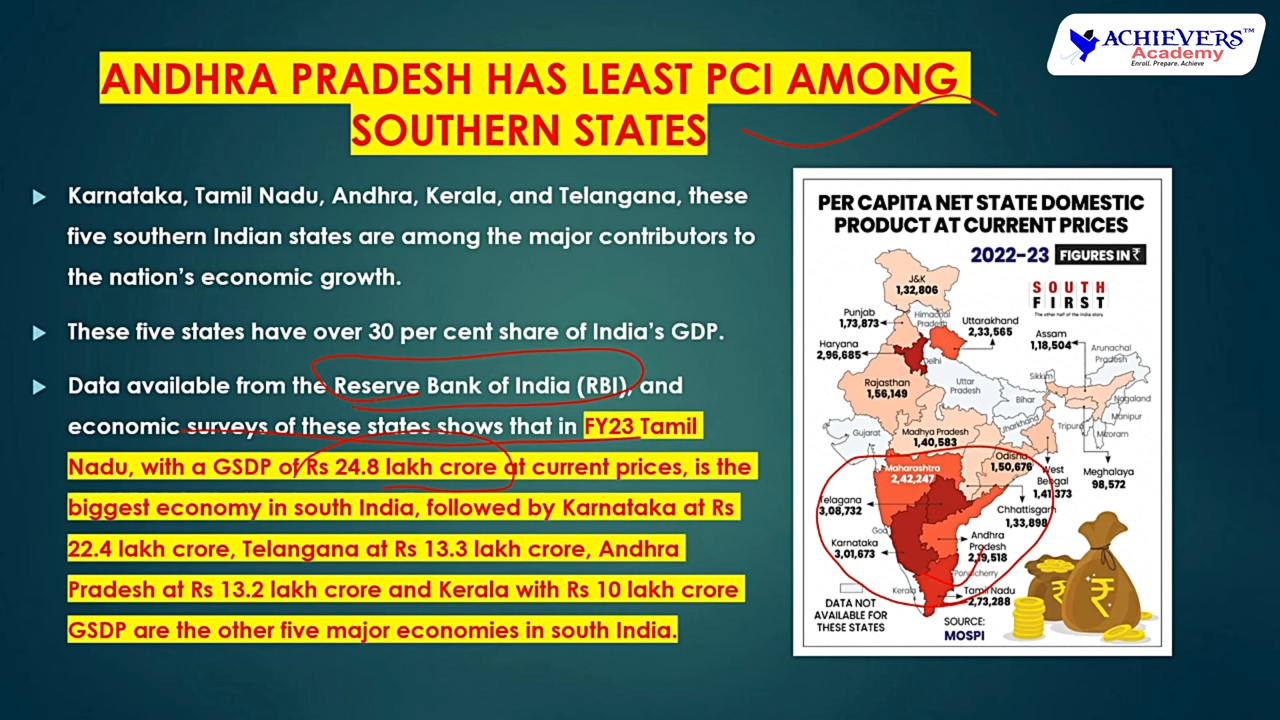 ACHIEVERS™
Academy
Enroll. Prepare. Achieve
ANDHRA PRADESH HAS LEAST PCI AMONG
SOUTHERN STATES
Karnataka, Tamil Nadu, Andhra, Kerala, and Telangana, these
five southern Indian states are among the major contributors to
the nation's economic growth.
These five states have over 30 per cent share of India's GDP.
Data available from the Reserve Bank of India (RBI), and
economic surveys of these states shows that in FY23 Tamil
Nadu, with a GSDP of Rs 24.8 lakh crore at current prices, is the
biggest economy in south India, followed by Karnataka at Rs
22.4 lakh crore, Telangana at Rs 13.3 lakh crore, Andhra
Pradesh at Rs 13.2 lakh crore and Kerala with Rs 10 lakh crore
GSDP are the other five major economies in south India.
PER CAPITA NET STATE DOMESTIC
PRODUCT AT CURRENT PRICES
2022-23 FIGURES IN ₹
SOUTH
FIRST
The other half of the India story
J&K
1,32,806
Punjab
1,73,873
Himachal
Pradesh
Uttarakhand
2,33,565
Haryana
2,96,685
Delhi
Assam
1,18,504
Arunachal
Pradesh
Rajasthan
1,56,149
Uttar
Pradesh
Sikkim
Bihar
Nagaland
Manipur
Jharkhand
Tripura
Mizoram
Gujarat
Madhya Pradesh
1,40,583
Odisha
1,50,676
West
Bengal
1,41,373
Meghalaya
98,572
Maharashtra
2,42,247
Telagana
3,08,732
Chhattisgarh
1,33,898
Goa
Karnataka
3,01,673
Andhra
Pradesh
2,19,518
Pondicherry
Kerala
Tamil Nadu
2,73,288
DATA NOT
AVAILABLE FOR
THESE STATES
SOURCE:
MOSPI
₹
₹